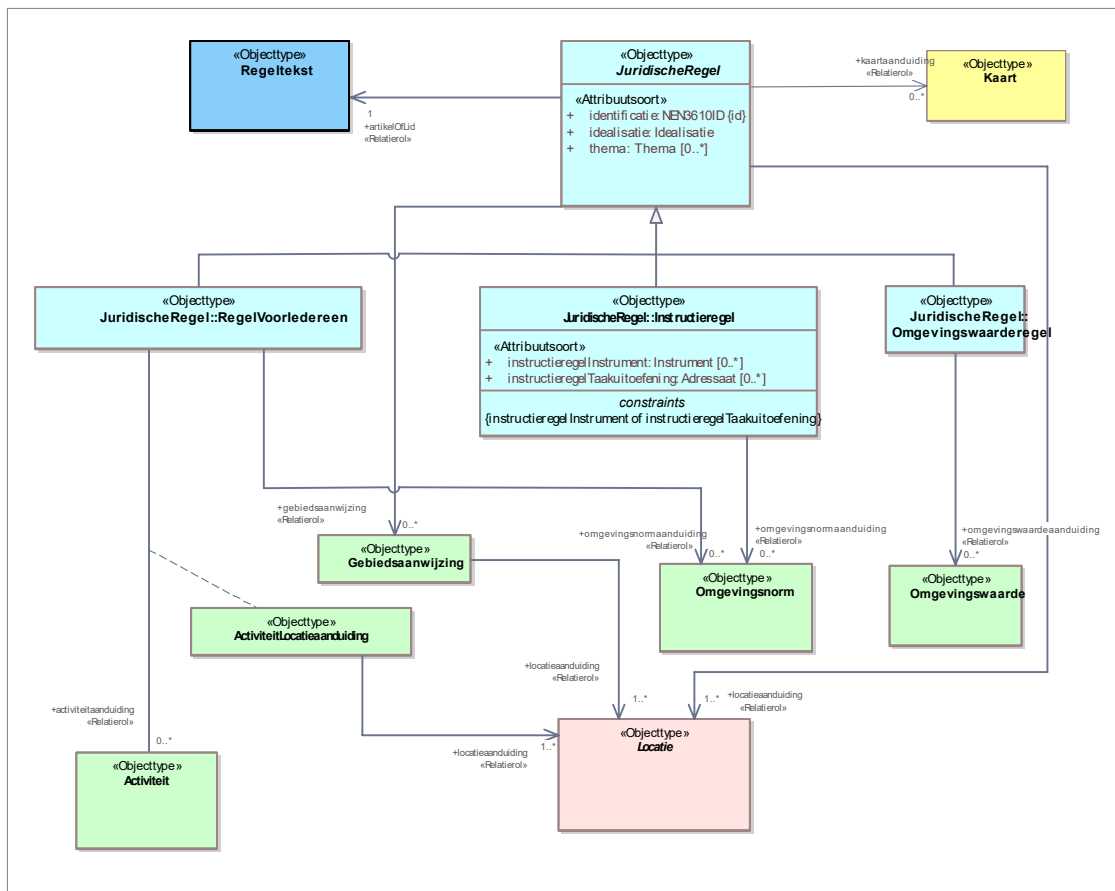 «Objecttype»
Regeltekst
«Objecttype»
JuridischeRegel
«Attribuutsoort»
+ identificatie: NEN3610ID {id}
+ idealisatie: Idealisatie
+ thema: Thema [0..*]
+kaartaanduiding
«Relatierol»
0..*
«Objecttype»
Kaart
1
+artikelOfLid
«Relatierol»
«Objecttype»
JuridischeRegel::RegelVoorIedereen
«Objecttype»
JuridischeRegel::Instructieregel
«Attribuutsoort»
+ instructieregelInstrument: Instrument [0..*]
+ instructieregelTaakuitoefening: Adressaat [0..*]
constraints
{instructieregelInstrument of instructieregelTaakuitoefening}
«Objecttype»
JuridischeRegel::
Omgevingswaarderegel
+gebiedsaanwijzing
«Relatierol»
0..*
+omgevingsnormaanduiding
«Relatierol»
0..*
+omgevingsnormaanduiding
«Relatierol»
0..*
+omgevingswaardeaanduiding
«Relatierol»
0..*
«Objecttype»
Gebiedsaanwijzing
«Objecttype»
Omgevingsnorm
«Objecttype»
Omgevingswaarde
«Objecttype»
ActiviteitLocatieaanduiding
+locatieaanduiding
«Relatierol»
1..*
1..*
+locatieaanduiding
«Relatierol»
+activiteitaanduiding
«Relatierol»
0..*
+locatieaanduiding
«Relatierol»
1..*
«Objecttype»
Locatie
«Objecttype»
Activiteit